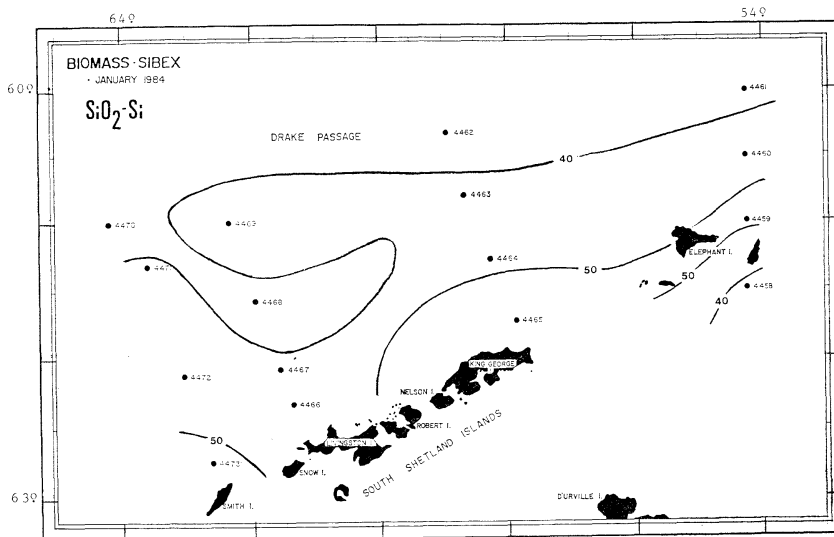 64º
54º
BIOMASS-SIBEX
· JANUARY 1984
60º
SiO2-Si
4461
4462
DRAKE PASSAGE
40
4460
4463
4459
4469
4470
ELEPHANT I.
4464
50
50
4458
40
4468
4465
KING GEORGE
4467
4472
NELSON I.
4466
ROBERT I.
50
LIVINGSTON I.
4473
SNOW I.
SOUTH SHETLAND ISLANDS
63º
SMITH I.
D'URVILLE I.